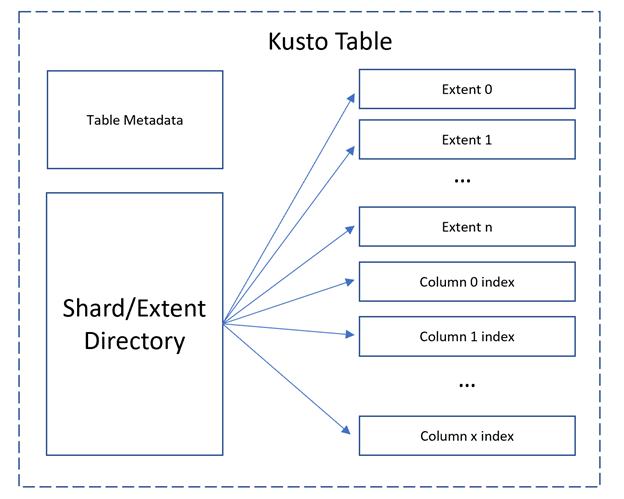 Kusto Table
Table Metadata
Shard/Extent
Directory
Extent 0
Extent 1
...
Extent n
Column 0 index
Column 1 index
...
Column x index